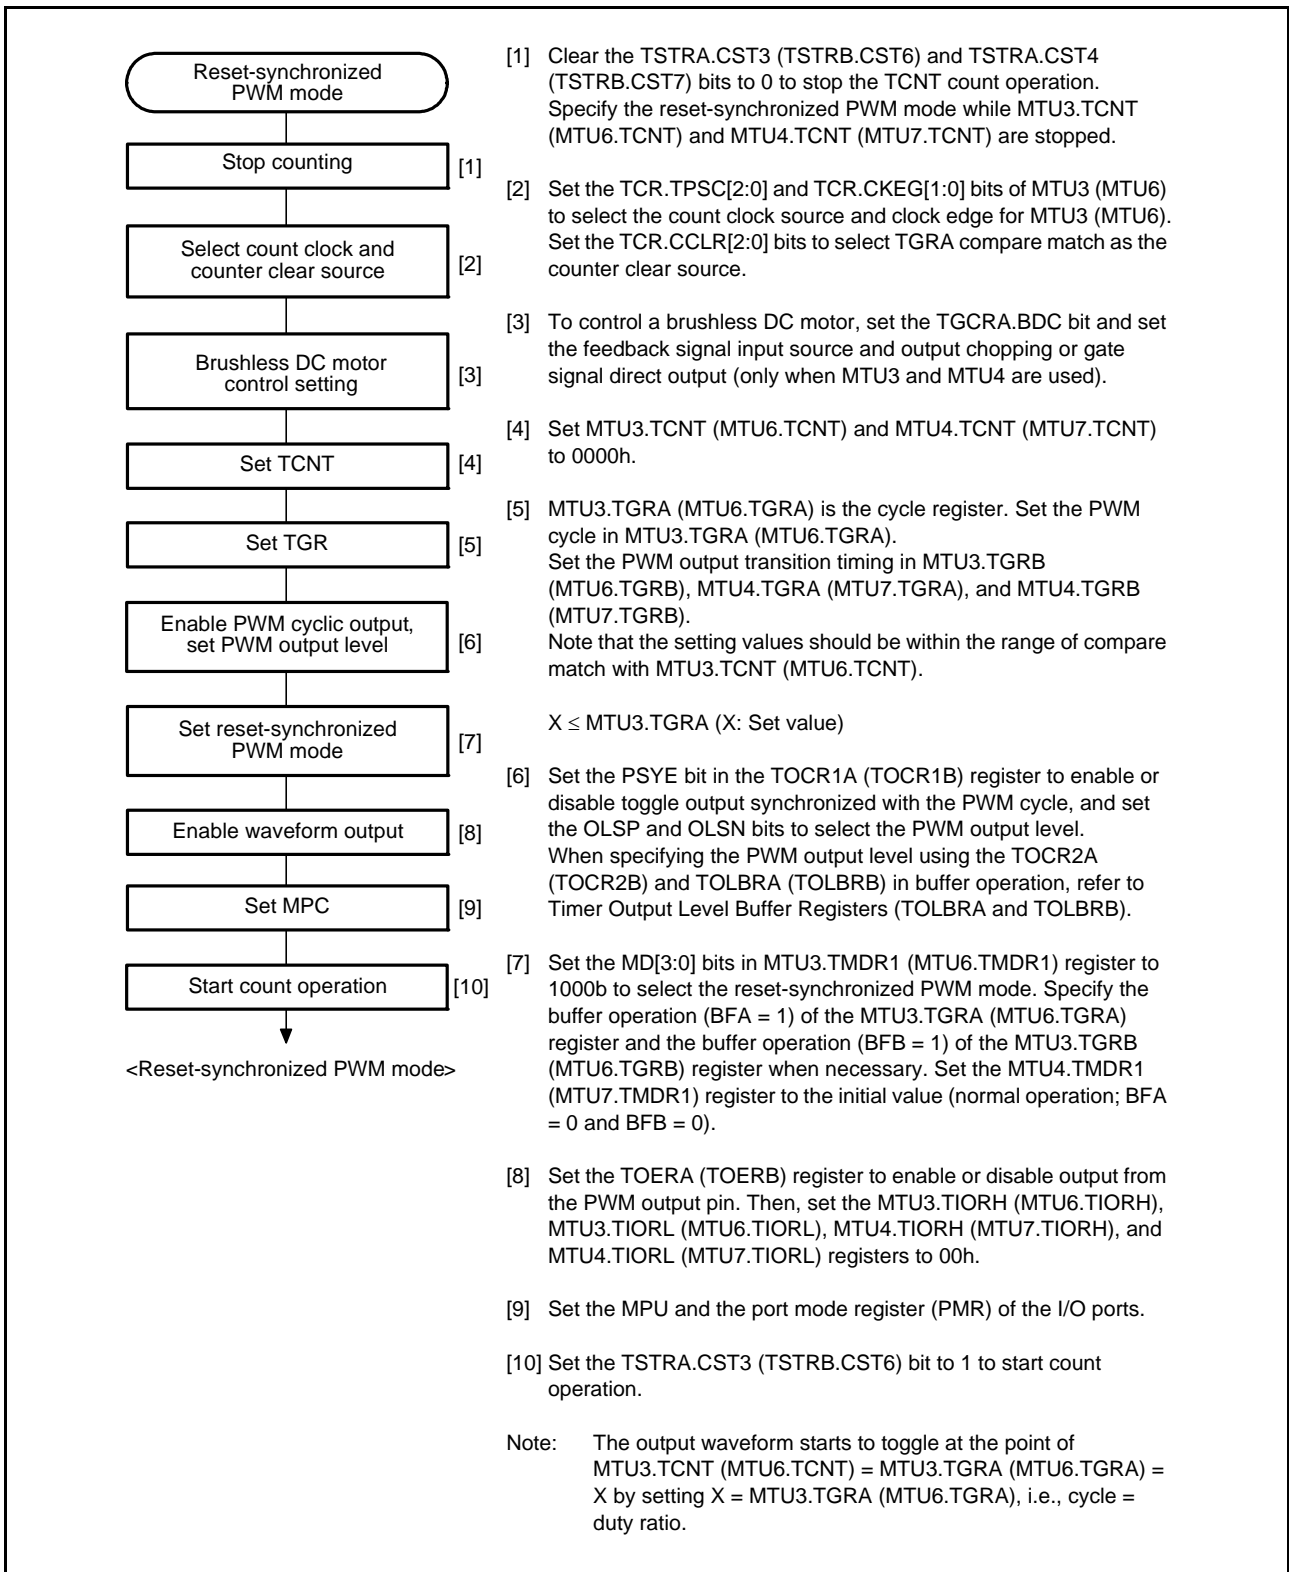 Reset-synchronized
PWM mode
Stop counting
[1]
Select count clock and
counter clear source
[2]
Brushless DC motor
control setting
[3]
Set TCNT
[4]
Set TGR
[5]
Enable PWM cyclic output,
set PWM output level
[6]
Set reset-synchronized
PWM mode
[7]
Enable waveform output
[8]
Set MPC
[9]
Start count operation
[10]
<Reset-synchronized PWM mode>
[1] Clear the TSTRA.CST3 (TSTRB.CST6) and TSTRA.CST4
(TSTRB.CST7) bits to 0 to stop the TCNT count operation.
Specify the reset-synchronized PWM mode while MTU3.TCNT
(MTU6.TCNT) and MTU4.TCNT (MTU7.TCNT) are stopped.
[2] Set the TCR.TPSC[2:0] and TCR.CKEG[1:0] bits of MTU3 (MTU6)
to select the count clock source and clock edge for MTU3 (MTU6).
Set the TCR.CCLR[2:0] bits to select TGRA compare match as the
counter clear source.
[3] To control a brushless DC motor, set the TGCRA.BDC bit and set
the feedback signal input source and output chopping or gate
signal direct output (only when MTU3 and MTU4 are used).
[4] Set MTU3.TCNT (MTU6.TCNT) and MTU4.TCNT (MTU7.TCNT)
to 0000h.
[5] MTU3.TGRA (MTU6.TGRA) is the cycle register. Set the PWM
cycle in MTU3.TGRA (MTU6.TGRA).
Set the PWM output transition timing in MTU3.TGRB
(MTU6.TGRB), MTU4.TGRA (MTU7.TGRA), and MTU4.TGRB
(MTU7.TGRB).
Note that the setting values should be within the range of compare
match with MTU3.TCNT (MTU6.TCNT).
X ≤ MTU3.TGRA (X: Set value)
[6] Set the PSYE bit in the TOCR1A (TOCR1B) register to enable or
disable toggle output synchronized with the PWM cycle, and set
the OLSP and OLSN bits to select the PWM output level.
When specifying the PWM output level using the TOCR2A
(TOCR2B) and TOLBRA (TOLBRB) in buffer operation, refer to
Timer Output Level Buffer Registers (TOLBRA and TOLBRB).
[7] Set the MD[3:0] bits in MTU3.TMDR1 (MTU6.TMDR1) register to
1000b to select the reset-synchronized PWM mode. Specify the
buffer operation (BFA = 1) of the MTU3.TGRA (MTU6.TGRA)
register and the buffer operation (BFB = 1) of the MTU3.TGRB
(MTU6.TGRB) register when necessary. Set the MTU4.TMDR1
(MTU7.TMDR1) register to the initial value (normal operation; BFA
= 0 and BFB = 0).
[8] Set the TOERA (TOERB) register to enable or disable output from
the PWM output pin. Then, set the MTU3.TIORH (MTU6.TIORH),
MTU3.TIORL (MTU6.TIORL), MTU4.TIORH (MTU7.TIORH), and
MTU4.TIORL (MTU7.TIORL) registers to 00h.
[9] Set the MPU and the port mode register (PMR) of the I/O ports.
[10] Set the TSTRA.CST3 (TSTRB.CST6) bit to 1 to start count
operation.
Note: The output waveform starts to toggle at the point of
MTU3.TCNT (MTU6.TCNT) = MTU3.TGRA (MTU6.TGRA) =
X by setting X = MTU3.TGRA (MTU6.TGRA), i.e., cycle =
duty ratio.